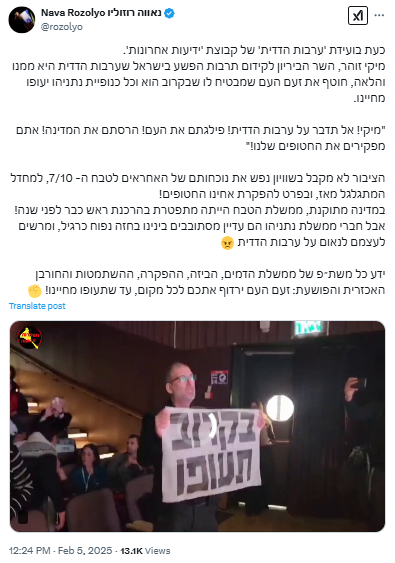 נאווה רוזוליו Nava Rozolyo
@rozolyo
כעת בועידת 'ערבות הדדית' של קבוצת 'ידיעות אחרונות'.
מיקי זוהר, השר הביריון לקידום תרבות הפשע בישראל שערבות הדדית היא ממנו
והלאה, חוטף את זעם העם שמבטיח לו שבקרוב הוא וכל כנופיית נתניהו יעופו
מחיינו.
"מיקי! אל תדבר על ערבות הדדית! פילגתם את העם! הרסתם את המדינה! אתם
מפקירים את החטופים שלנו!"
הציבור לא מקבל בשוויון נפש את נוכחותם של האחראים לטבח ה- 7/10, למחדל
המתגלגל מאז, ובפרט להפקרת אחינו החטופים!
במדינה מתוקנת, ממשלת הטבח הייתה מתפטרת בהרכנת ראש כבר לפני שנה!
אבל חברי ממשלת נתניהו הם עדיין מסתובבים בינינו בחזה נפוח כרגיל, ומרשים
לעצמם לנאום על ערבות הדדית 😠
ידע כל משת״פ של ממשלת הדמים, הביזה, ההפקרה, ההשתמטות והחורבן
האכזרית והפושעת: זעם העם ירדוף אתכם לכל מקום, עד שתעופו מחיינו! ✊
Translate post
בקרוב
תעופו
12:24 PM · Feb 5, 2025 · 13.1K Views